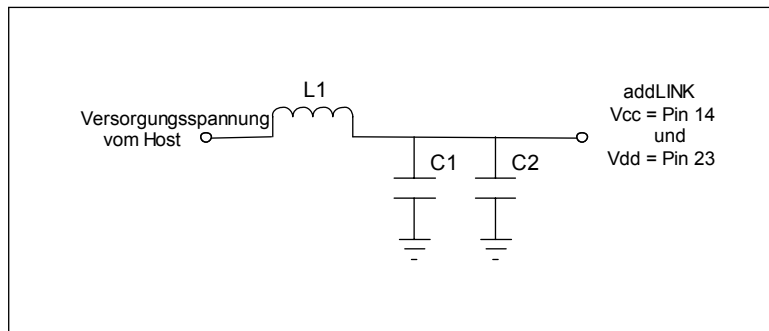 L1
Versorgungsspannung
vom Host
addLINK
Vcc = Pin 14
und
Vdd = Pin 23
C1
C2